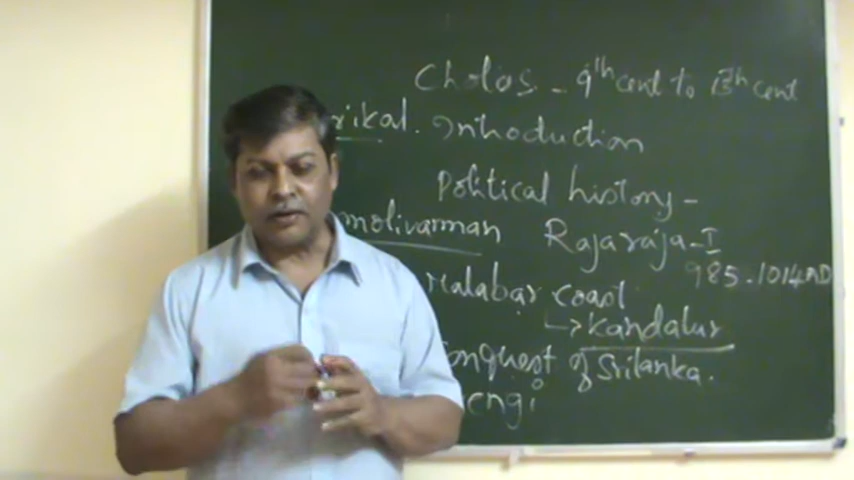 Cholas - 9th cent to 13th cent
rikal. Introduction
Political history -
molivarman Rajaraja-I
985-1014AD
Malabar coast
→ Kandalur
onquest of Srilanka.
engi